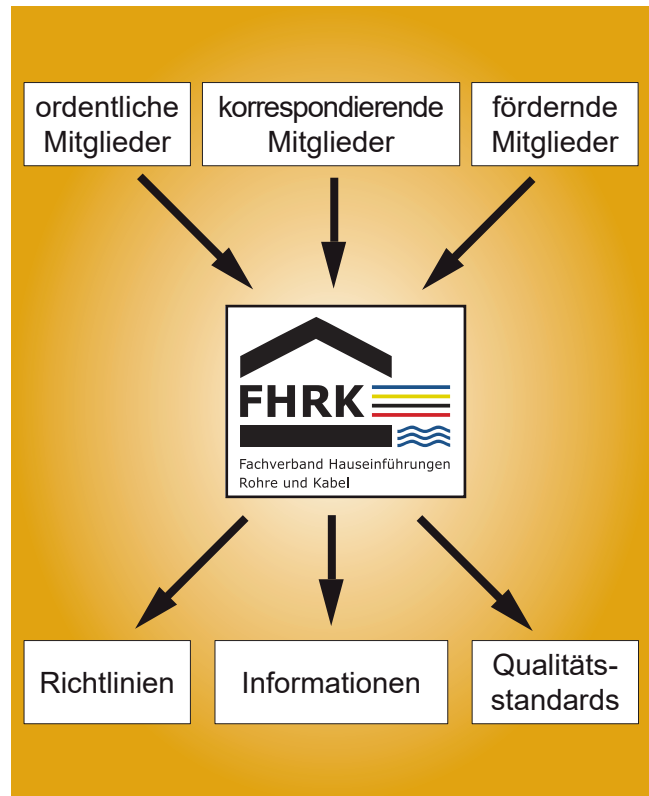 ordentliche
Mitglieder
korrespondierende
Mitglieder
fördernde
Mitglieder
FHRK
Fachverband Hauseinführungen
Rohre und Kabel
Richtlinien
Informationen
Qualitäts-
standards